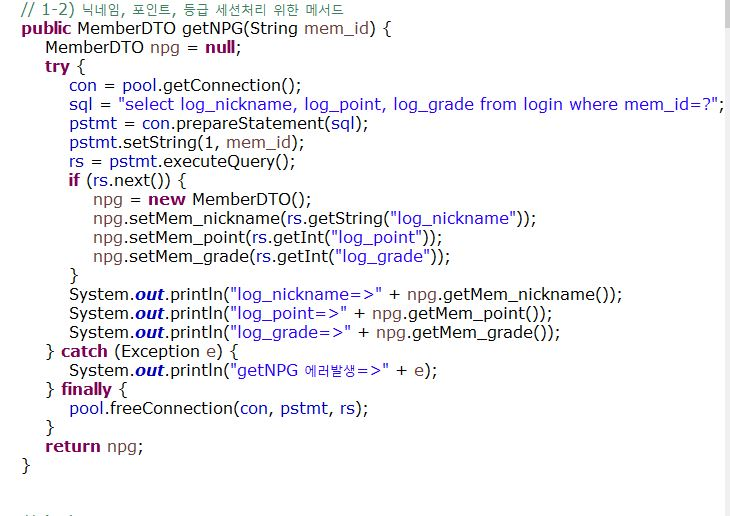 // 1-2) 닉네임, 포인트, 등급 세션처리 위한 메서드
public MemberDTO getNPG(String mem_id) {
MemberDTO npg = null;
try {
con = pool.getConnection();
sql = "select log_nickname, log_point, log_grade from login where mem_id=?";
pstmt = con.prepareStatement(sql);
pstmt.setString(1, mem_id);
rs = pstmt.executeQuery();
if (rs.next()) {
npg = new MemberDTO();
npg.setMem_nickname(rs.getString("log_nickname"));
npg.setMem_point(rs.getInt("log_point"));
npg.setMem_grade(rs.getInt("log_grade"));
}
System.out.println("log_nickname=>" + npg.getMem_nickname());
System.out.println("log_point=>" + npg.getMem_point());
System.out.println("log_grade=>" + npg.getMem_grade());
} catch (Exception e) {
System.out.println("getNPG 에러발생=>" + e);
} finally {
pool.freeConnection(con, pstmt, rs);
}
return npg;
}